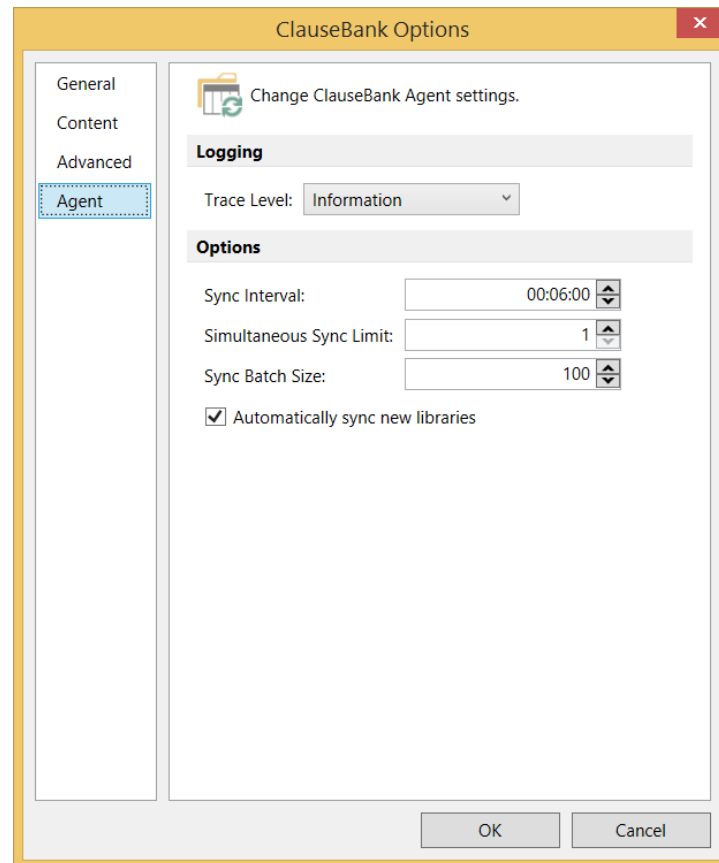 ClauseBank Options
General
Content
Advanced
Agent
Change ClauseBank Agent settings.
Logging
Trace Level: Information
Options
Sync Interval: 00:06:00
Simultaneous Sync Limit: 1
Sync Batch Size: 100
Automatically sync new libraries
OK Cancel